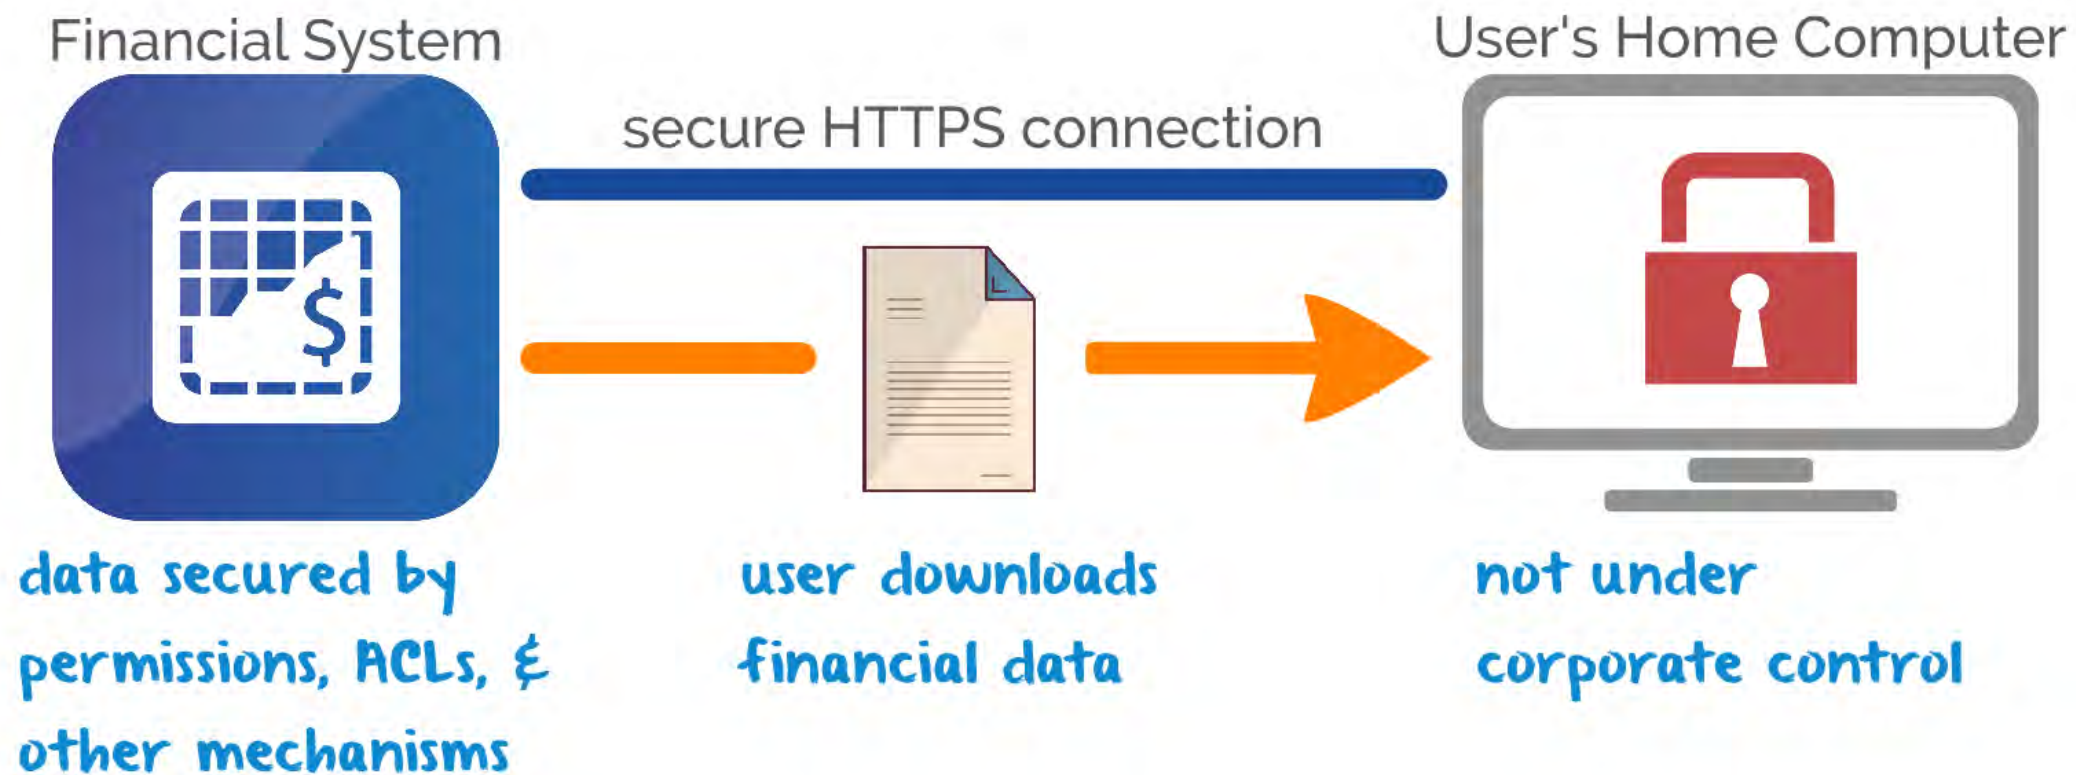 Financial System
User's Home Computer
secure HTTPS connection
$
data secured by
permissions, ACLs, &
other mechanisms
user downloads
financial data
not under
corporate control